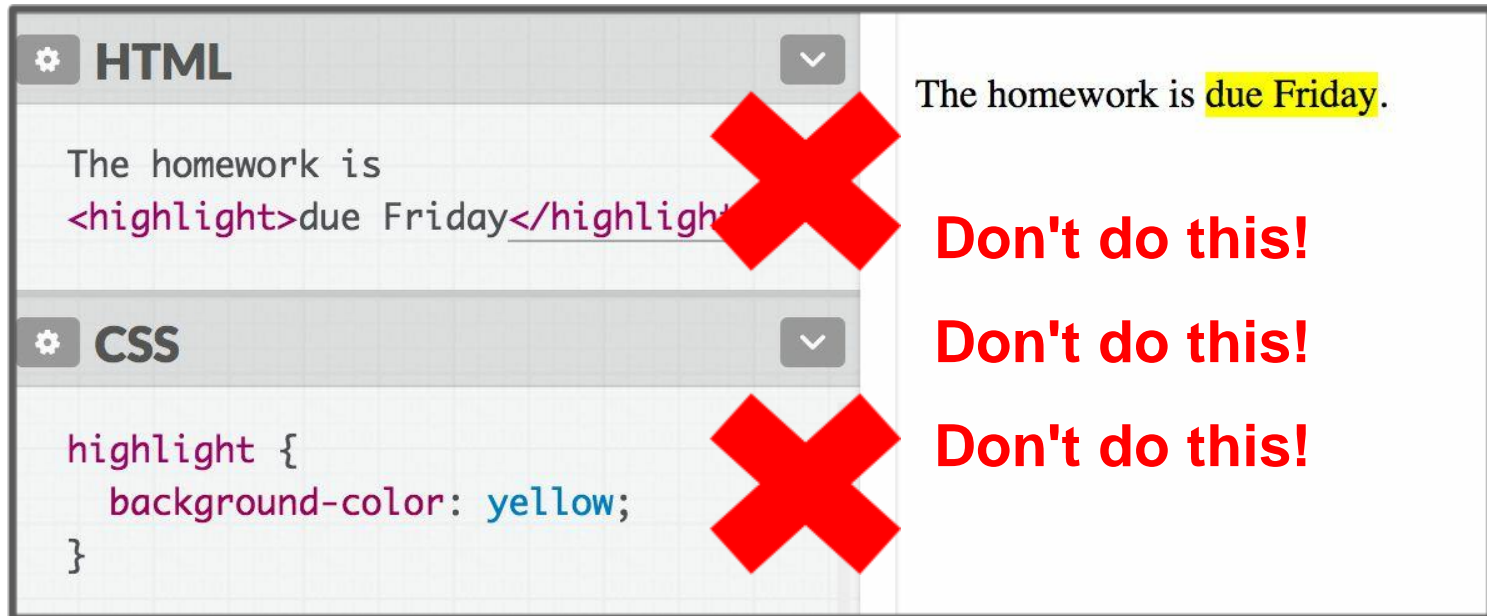 HTML
The homework is
<highlight>due Friday</highligh
CSS
highlight {
background-color: yellow;
}
The homework is due Friday.
Don't do this!
Don't do this!
Don't do this!